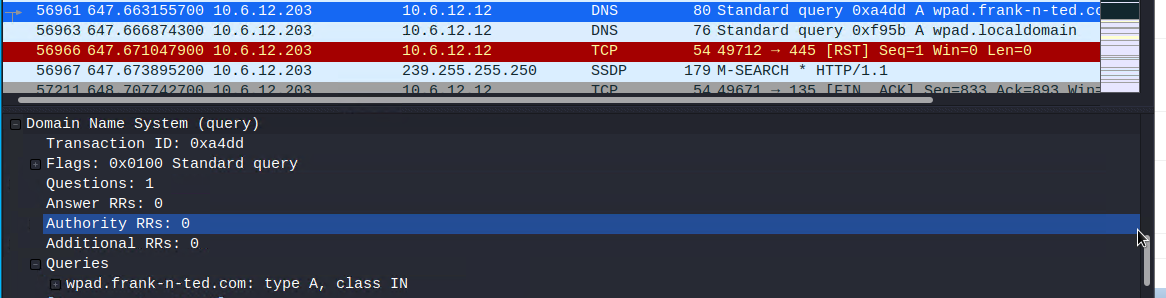 56961 647.663155700 10.6.12.203 10.6.12.12 DNS 80 Standard query 0xa4dd A wpad.frank-n-ted.co
56963 647.666874300 10.6.12.203 10.6.12.12 DNS 76 Standard query 0xf95b A wpad.localdomain
56966 647.671047900 10.6.12.203 10.6.12.12 TCP 54 49712 → 445 [RST] Seq=1 Win=0 Len=0
56967 647.673895200 10.6.12.203 239.255.255.250 SSDP 179 M-SEARCH * HTTP/1.1
57211 648.707742700 10.6.12.203 10.6.12.12 TCP 54 49671 → 135 [FIN, ACK] Seq=833 Ack=893 Win=
Domain Name System (query)
Transaction ID: 0xa4dd
Flags: 0x0100 Standard query
Questions: 1
Answer RRs: 0
Authority RRs: 0
Additional RRs: 0
Queries
wpad.frank-n-ted.com: type A, class IN